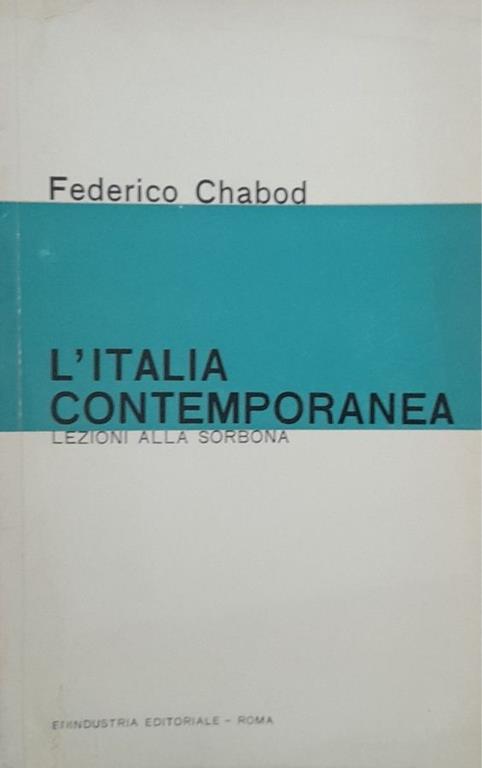 Federico Chabod
L'ITALIA
CONTEMPORANEA
LEZIONI ALLA SORBONA
EDINDUSTRIA EDITORIALE - ROMA